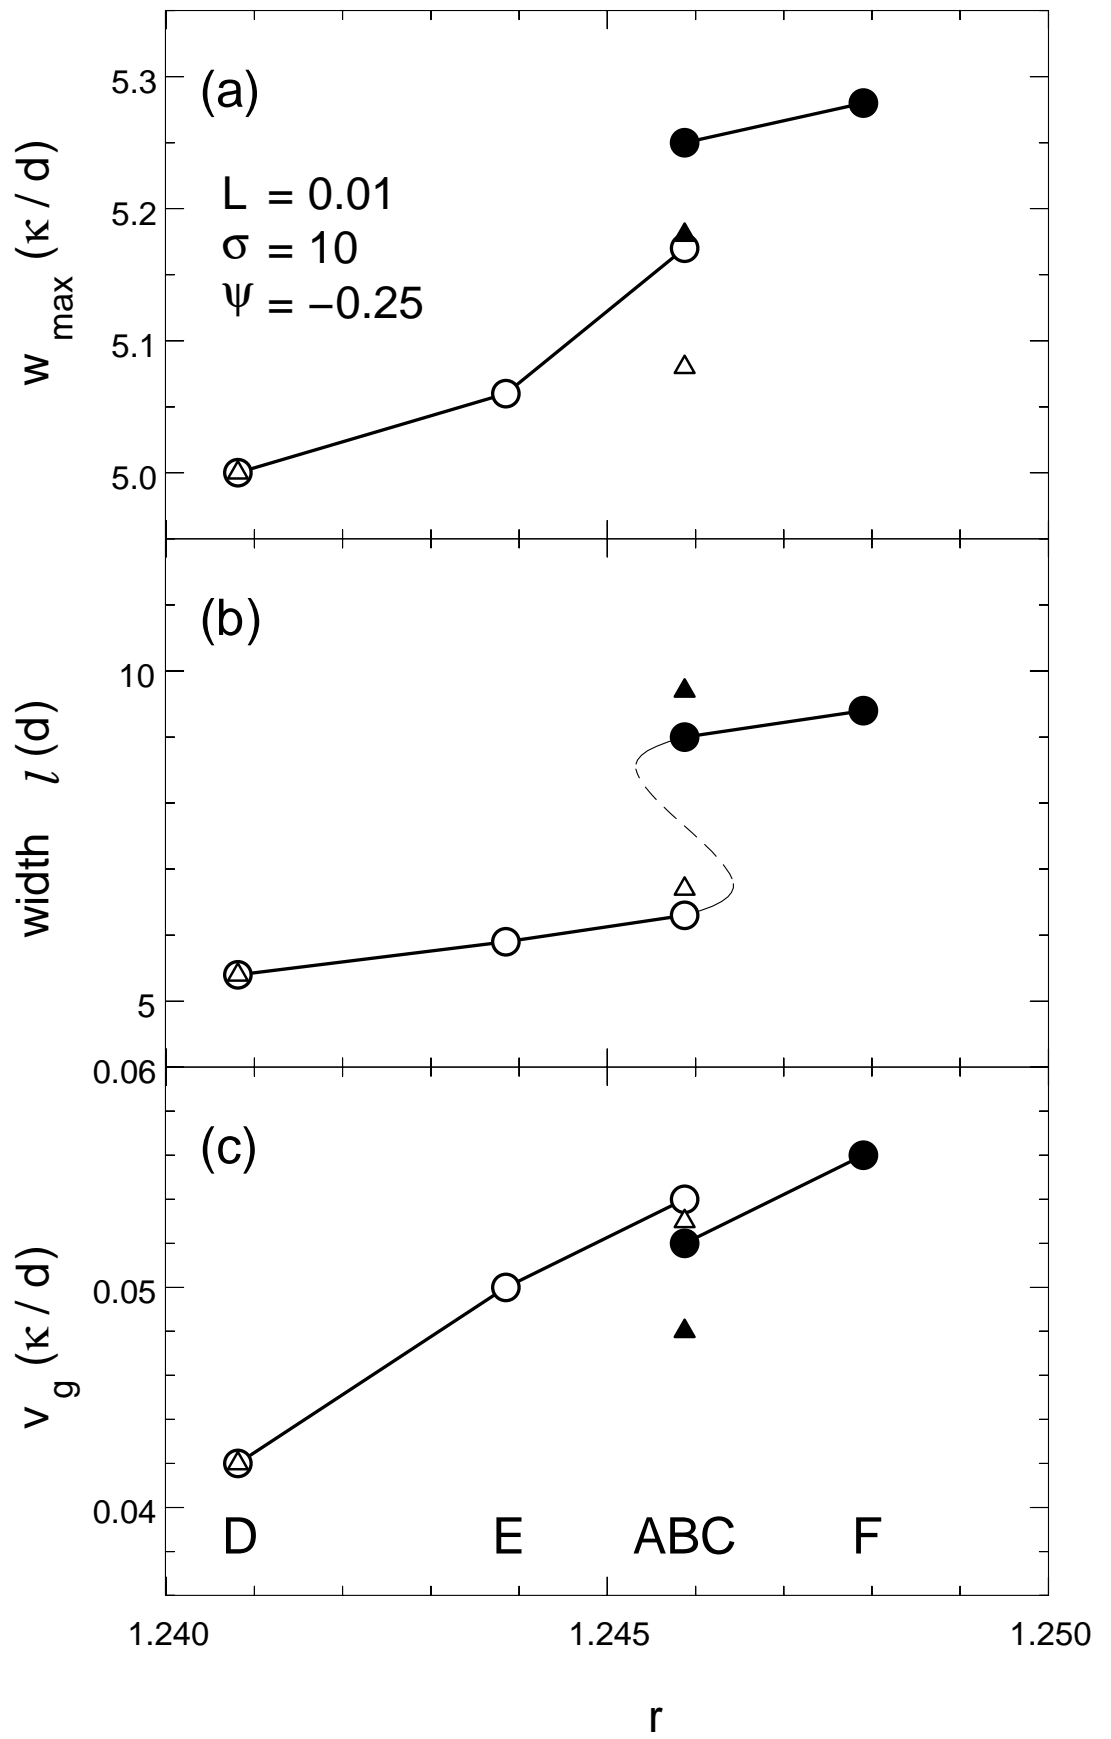 (a)
L = 0.01
σ = 10
ψ = −0.25
5.3
5.2
5.1
5.0
w max (κ / d)
(b)
10
5
width l (d)
(c)
0.06
0.05
0.04
v g (κ / d)
D E ABC F
1.240 1.245 1.250
r